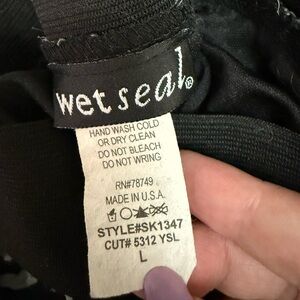 wet seal®
HAND WASH COLD
OR DRY CLEAN
DO NOT BLEACH
DO NOT WRING
RN#78749
MADE IN U.S.A.
STYLE#SK1347
CUT# 5312 YSL
L